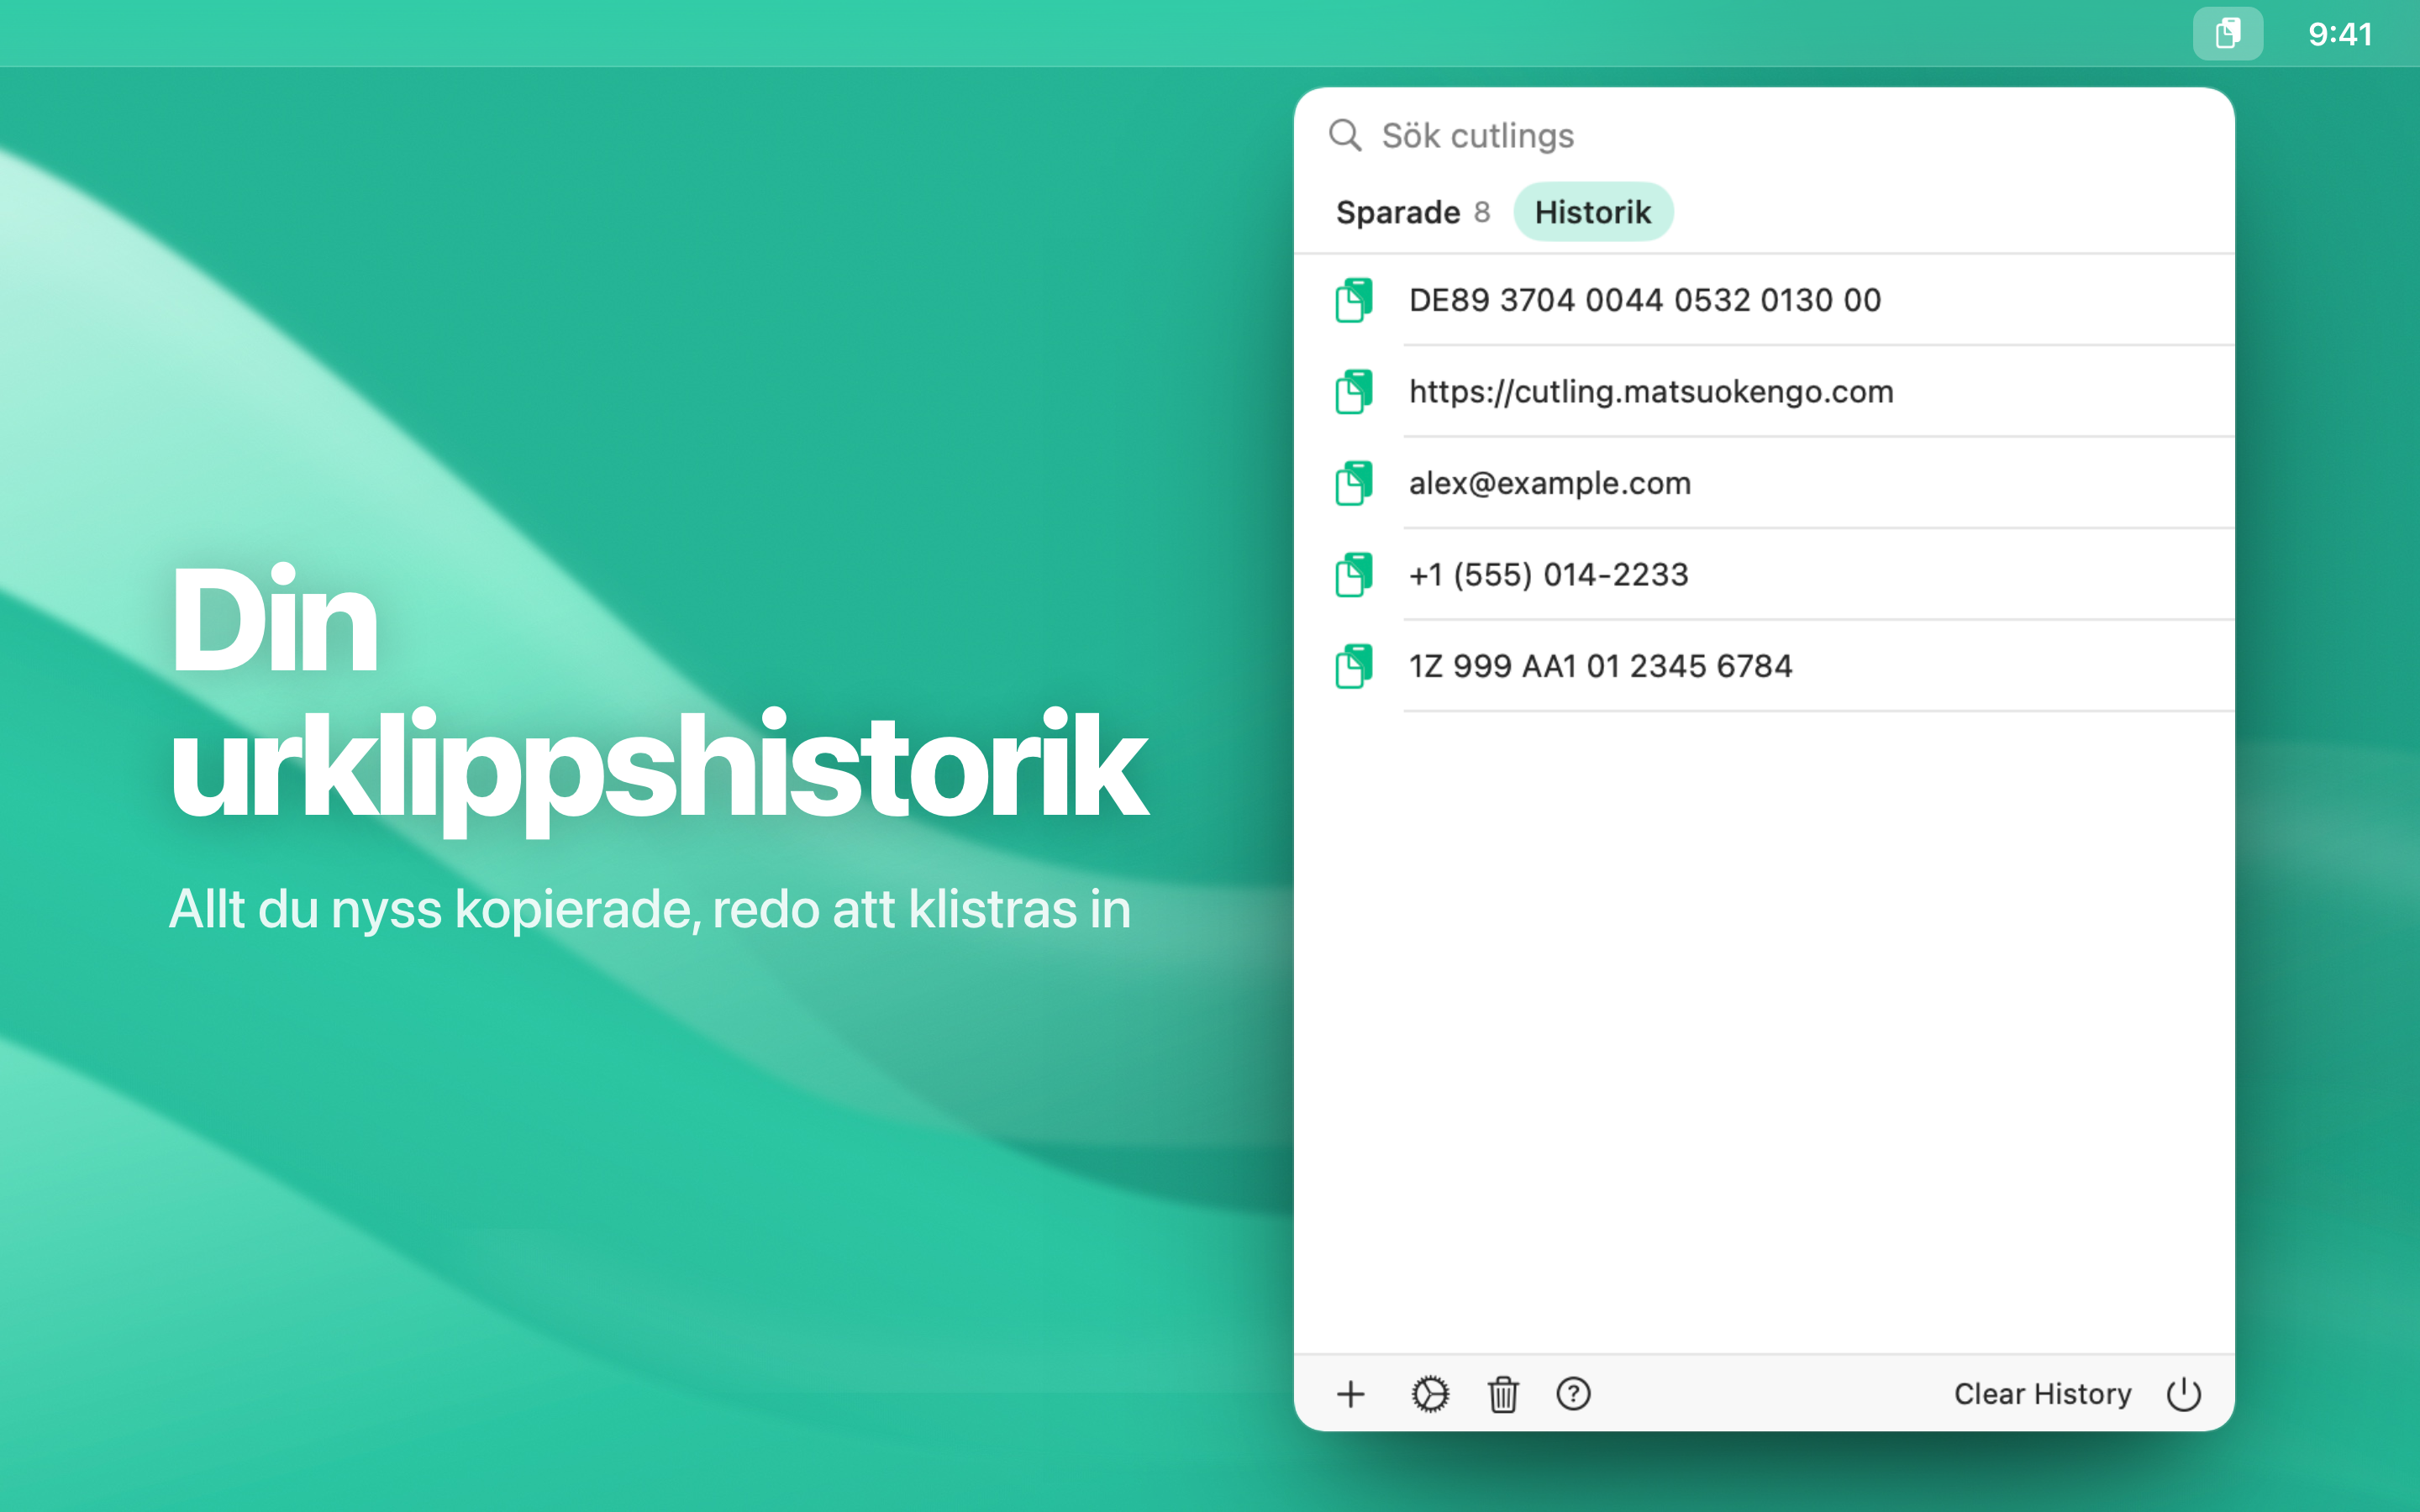 9:41
Sök cutlings
Sparade 8 Historik
DE89 3704 0044 0532 0130 00
https://cutling.matsuokengo.com
alex@example.com
+1 (555) 014-2233
1Z 999 AA1 01 2345 6784
Din
urklippshistorik
Allt du nyss kopierade, redo att klistras in
Clear History